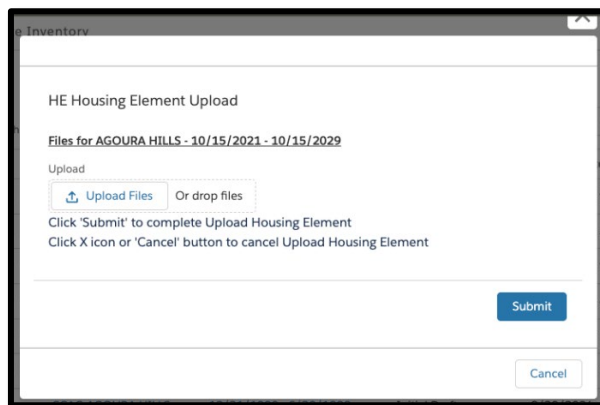 e Inventory
HE Housing Element Upload
Files for AGOURA HILLS - 10/15/2021 - 10/15/2029
Upload
Upload Files Or drop files
Click 'Submit' to complete Upload Housing Element
Click X icon or 'Cancel' button to cancel Upload Housing Element
Submit
Cancel